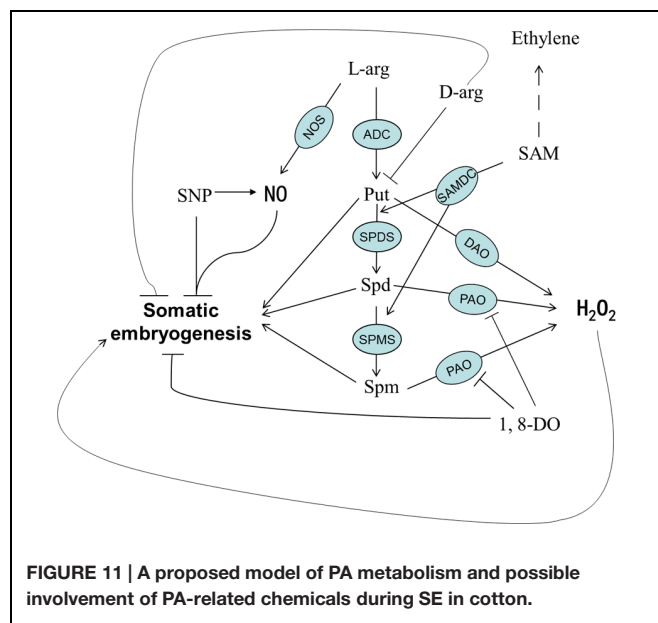 Ethylene
L-arg
D-arg
NOS
ADC
SAM
SAMDC
SNP
NO
Put
SPDS
DAO
Spd
PAO
H₂O₂
Somatic
embryogenesis
SPMS
PAO
Spm
1, 8-DO
FIGURE 11 | A proposed model of PA metabolism and possible
involvement of PA-related chemicals during SE in cotton.